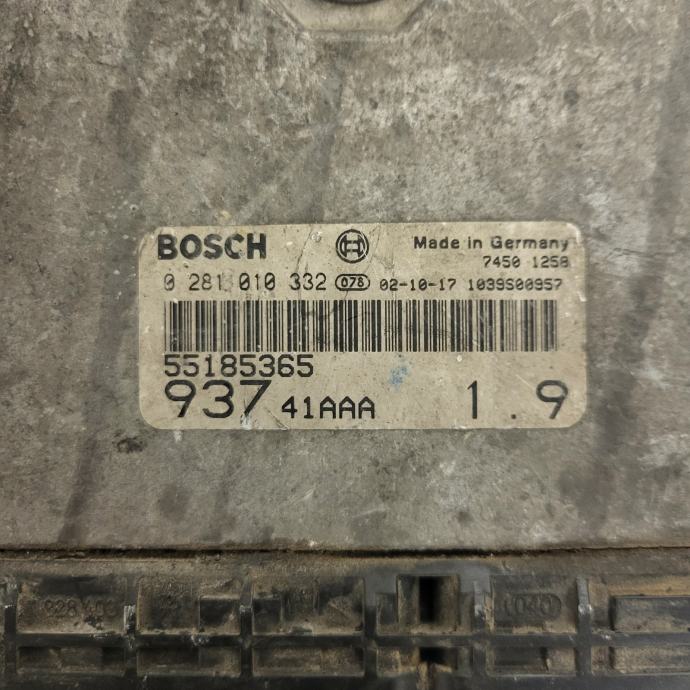 BOSCH Made in Germany
7450 1258
0 281 010 332 078 02-10-17 1039S00957
55185365
937 41AAA 1.9